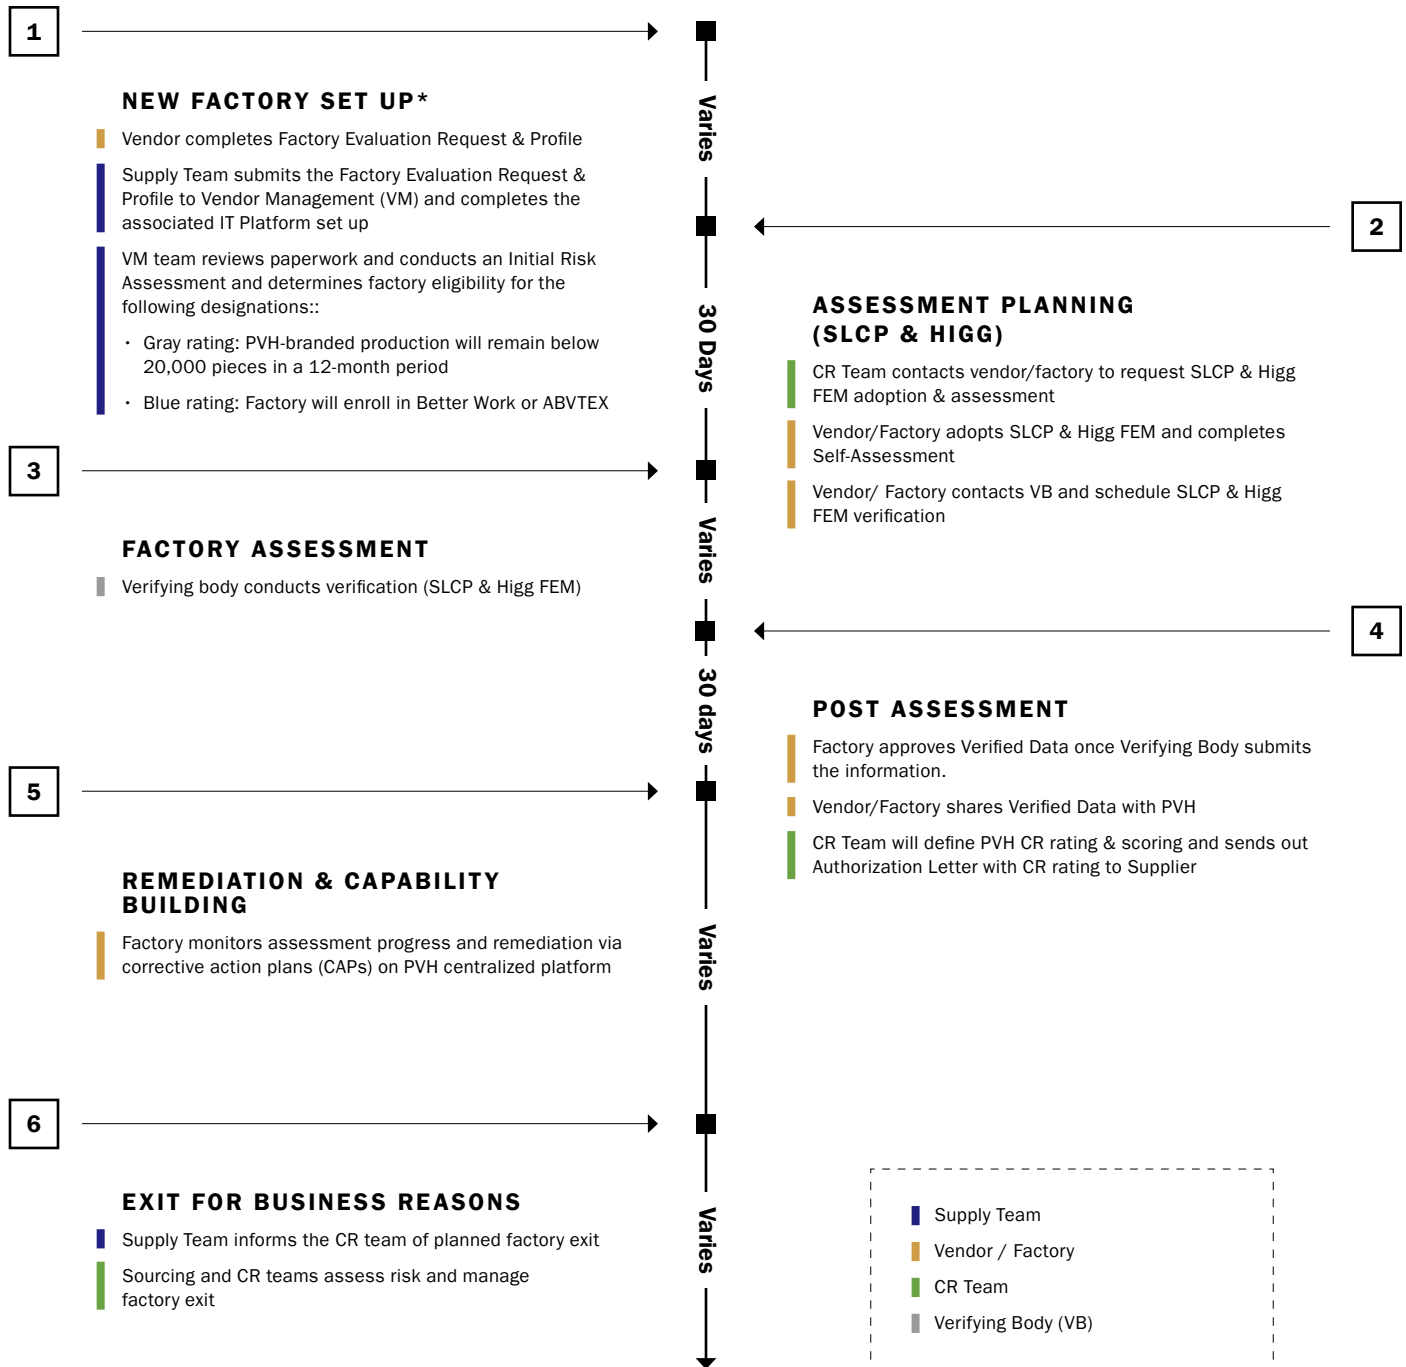 1
NEW FACTORY SET UP*
Vendor completes Factory Evaluation Request & Profile
Supply Team submits the Factory Evaluation Request &
Profile to Vendor Management (VM) and completes the
associated IT Platform set up
VM team reviews paperwork and conducts an Initial Risk
Assessment and determines factory eligibility for the
following designations::
• Gray rating: PVH-branded production will remain below
20,000 pieces in a 12-month period
• Blue rating: Factory will enroll in Better Work or ABVTEX
Varies
2
ASSESSMENT PLANNING
(SLCP & HIGG)
CR Team contacts vendor/factory to request SLCP & Higg
FEM adoption & assessment
Vendor/Factory adopts SLCP & Higg FEM and completes
Self-Assessment
Vendor/ Factory contacts VB and schedule SLCP & Higg
FEM verification
30 Days
3
FACTORY ASSESSMENT
Verifying body conducts verification (SLCP & Higg FEM)
Varies
4
POST ASSESSMENT
Factory approves Verified Data once Verifying Body submits
the information.
Vendor/Factory shares Verified Data with PVH
CR Team will define PVH CR rating & scoring and sends out
Authorization Letter with CR rating to Supplier
30 days
5
REMEDIATION & CAPABILITY
BUILDING
Factory monitors assessment progress and remediation via
corrective action plans (CAPs) on PVH centralized platform
Varies
6
EXIT FOR BUSINESS REASONS
Supply Team informs the CR team of planned factory exit
Sourcing and CR teams assess risk and manage
factory exit
Varies
Supply Team
Vendor / Factory
CR Team
Verifying Body (VB)